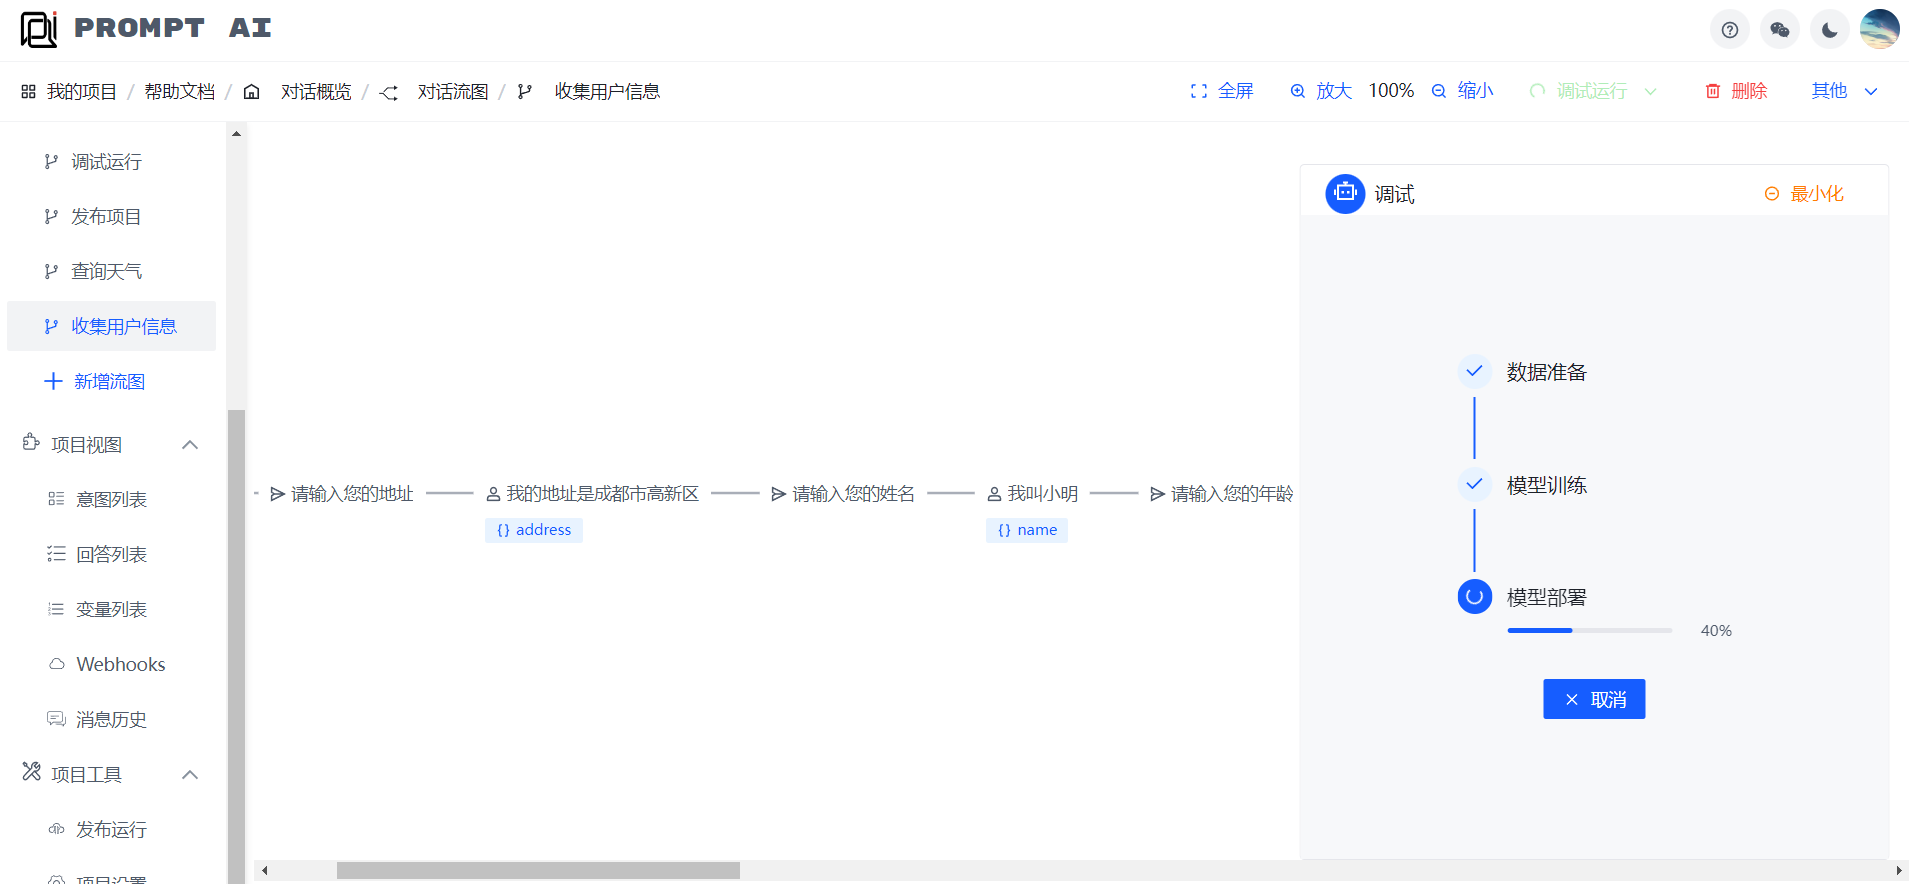 PROMPT AI
我的项目 / 帮助文档 / 对话概览 / 对话流图 / 收集用户信息
全屏 放大 100% 缩小 调试运行 删除 其他
调试运行
发布项目
查询天气
收集用户信息
新增流图
项目视图
意图列表
回答列表
变量列表
Webhooks
消息历史
项目工具
发布运行
项目设置
请输入您的地址 我的地址是成都市高新区 请输入您的姓名 我叫小明 请输入您的年龄
{} address {} name
调试 最小化
数据准备
模型训练
模型部署
40%
取消